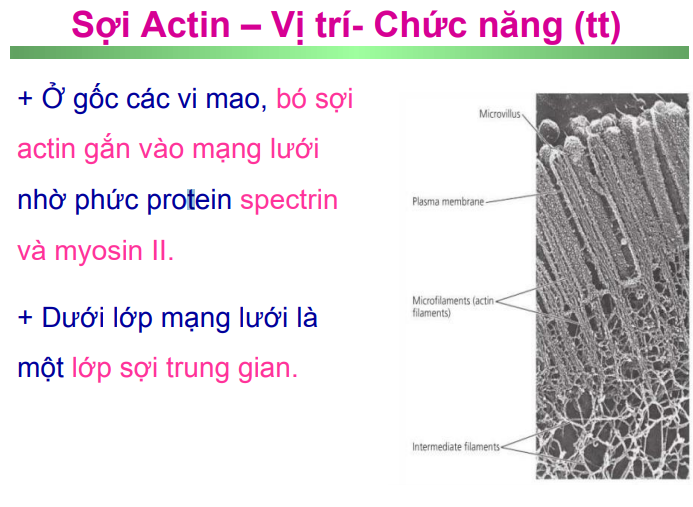 Sợi Actin – Vị trí- Chức năng (tt)
+ Ở gốc các vi mao, bó sợi
actin gắn vào mạng lưới
nhờ phức protein spectrin
và myosin II.
+ Dưới lớp mạng lưới là
một lớp sợi trung gian.
Microvillus
Plasma membrane
Microfilaments (actin
filaments)
Intermediate filaments